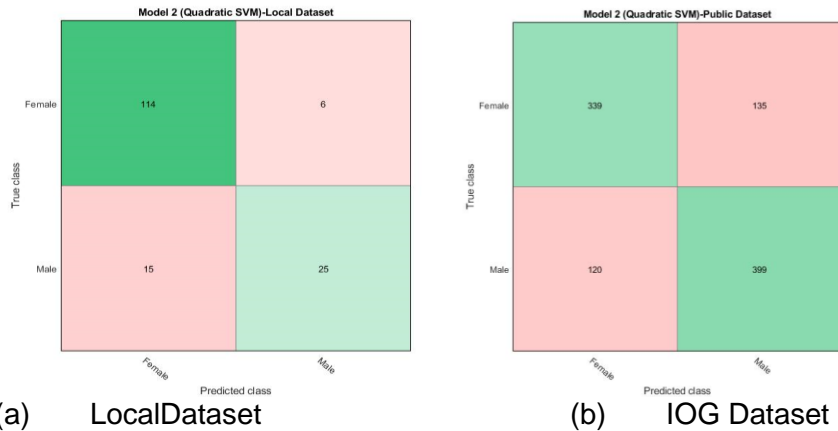 Model 2 (Quadratic SVM)-Local Dataset
Female
114
6
True class
Male
15
25
Female
Male
Predicted class
Model 2 (Quadratic SVM)-Public Dataset
Female
339
135
True class
Male
120
399
Female
Male
Predicted class
(a) LocalDataset
(b) IOG Dataset